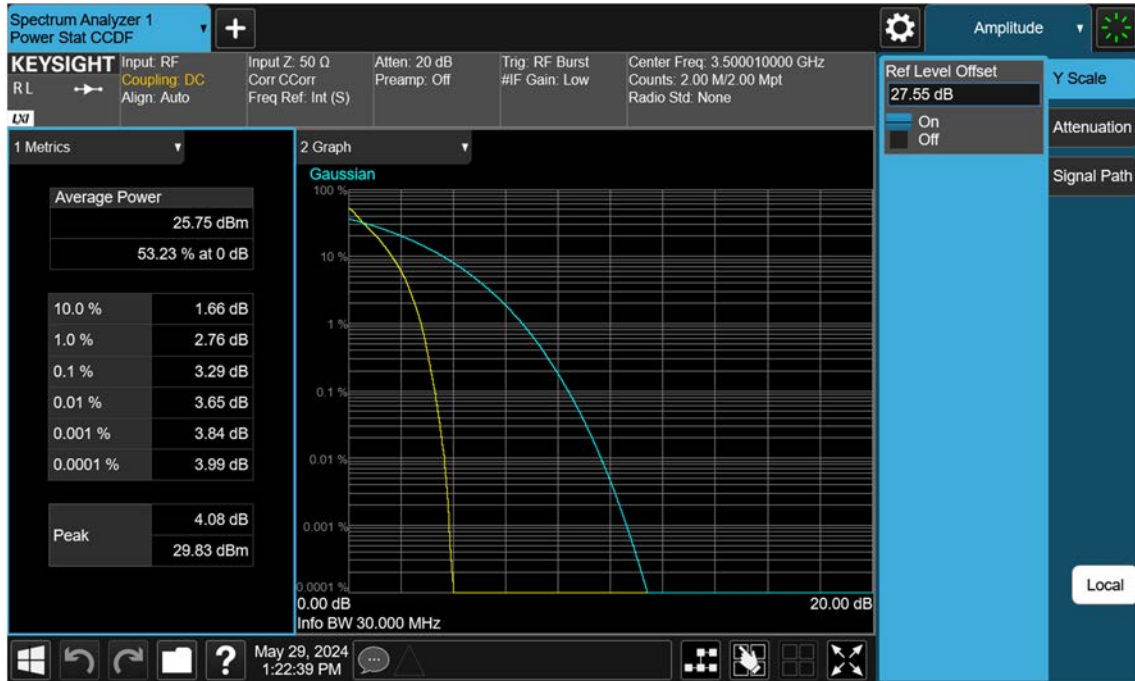 Spectrum Analyzer 1
Power Stat CCDF
Amplitude
KEYSIGHT
R L
LXI
Input: RF
Coupling: DC
Align: Auto
Input Z: 50 Ω
Corr CCorr
Freq Ref: Int (S)
Atten: 20 dB
Preamp: Off
Trig: RF Burst
#IF Gain: Low
Center Freq: 3.500010000 GHz
Counts: 2.00 M/2.00 Mpt
Radio Std: None
Ref Level Offset
27.55 dB
On
Off
Y Scale
Attenuation
Signal Path
1 Metrics
Average Power
25.75 dBm
53.23 % at 0 dB
10.0 % 1.66 dB
1.0 % 2.76 dB
0.1 % 3.29 dB
0.01 % 3.65 dB
0.001 % 3.84 dB
0.0001 % 3.99 dB
Peak
4.08 dB
29.83 dBm
2 Graph
Gaussian
100 %
10 %
1 %
0.1 %
0.01 %
0.001 %
0.0001 %
0.00 dB 20.00 dB
Info BW 30.000 MHz
Local
?
May 29, 2024
1:22:39 PM